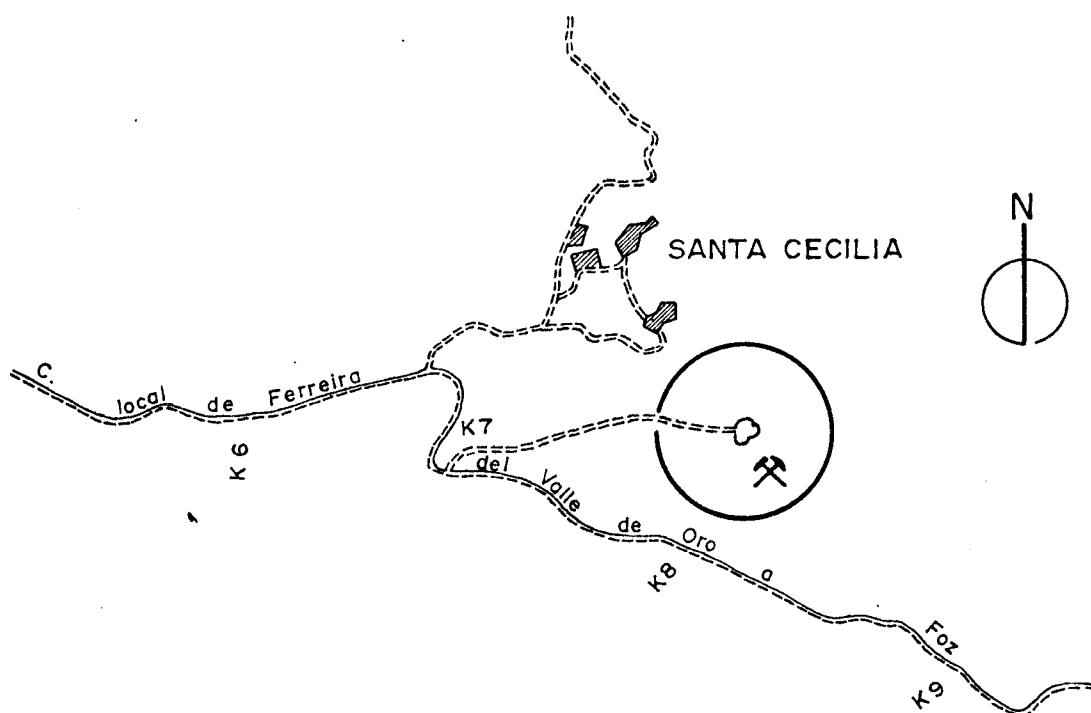 N
SANTA CECILIA
C. local de Ferreira del Valle de Oro a Foz
K6
K7
K8
K9